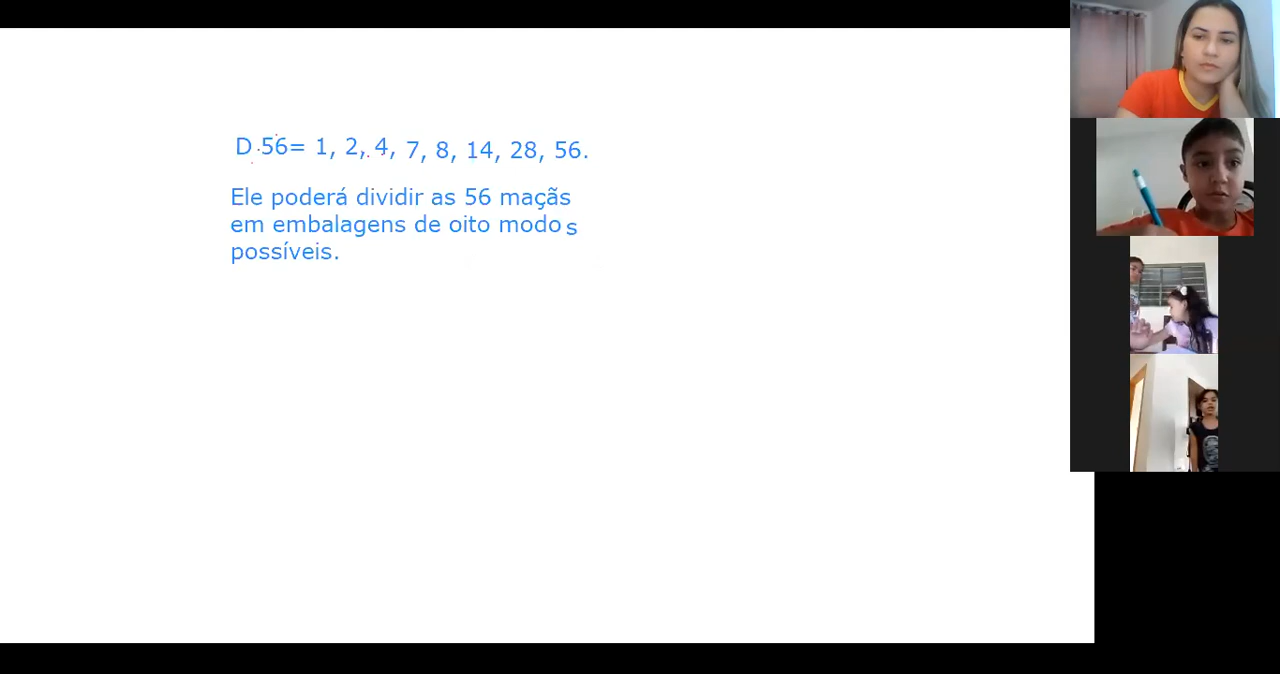 D 56= 1, 2, 4, 7, 8, 14, 28, 56.
Ele poderá dividir as 56 maçãs
em embalagens de oito modos
possíveis.